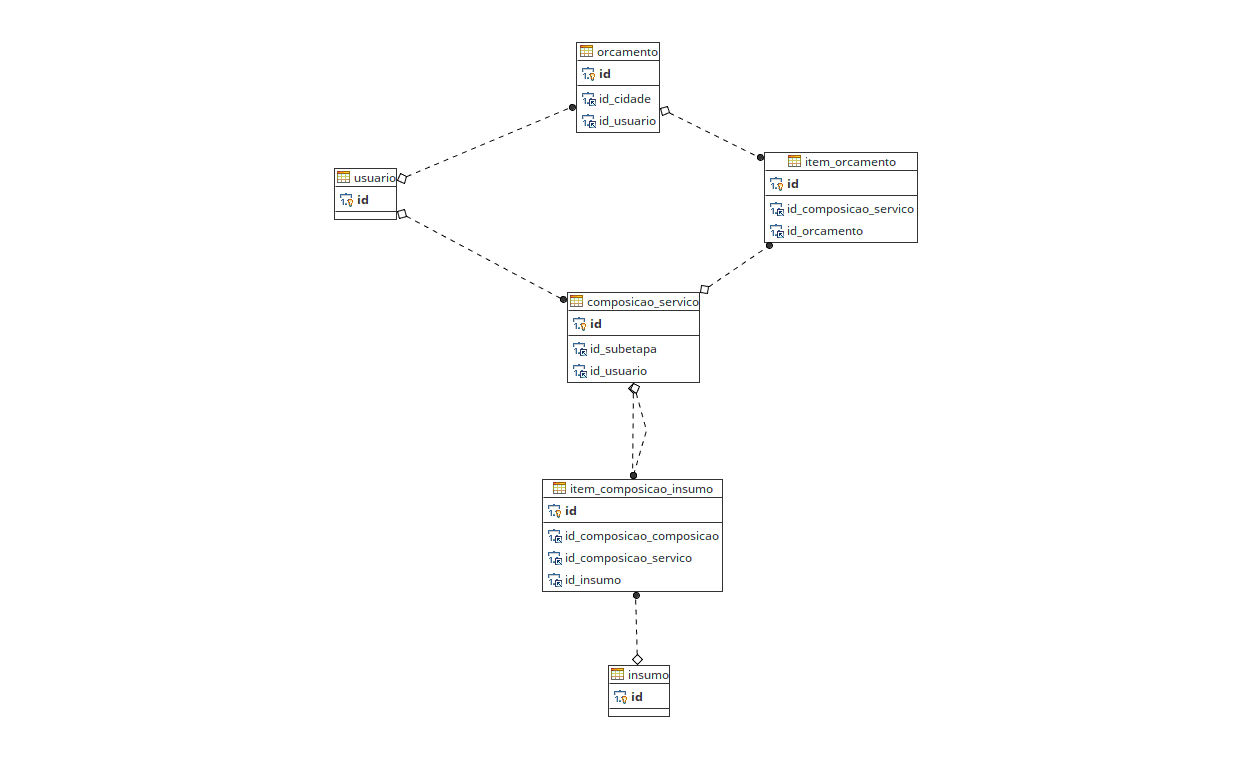 orcamento
id
id_cidade
id_usuario
item_orcamento
id
id_composicao_servico
id_orcamento
usuario
id
composicao_servico
id
id_subetapa
id_usuario
item_composicao_insumo
id
id_composicao_composicao
id_composicao_servico
id_insumo
insumo
id